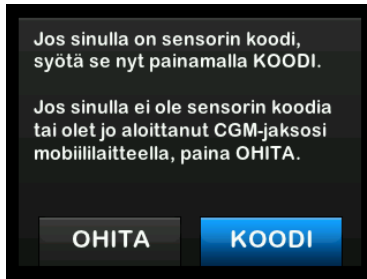 Jos sinulla on sensorin koodi,
syötä se nyt painamalla KOODI.
Jos sinulla ei ole sensorin koodia
tai olet jo aloittanut CGM-jaksosi
mobiililaitteella, paina OHITA.
OHITA
KOODI